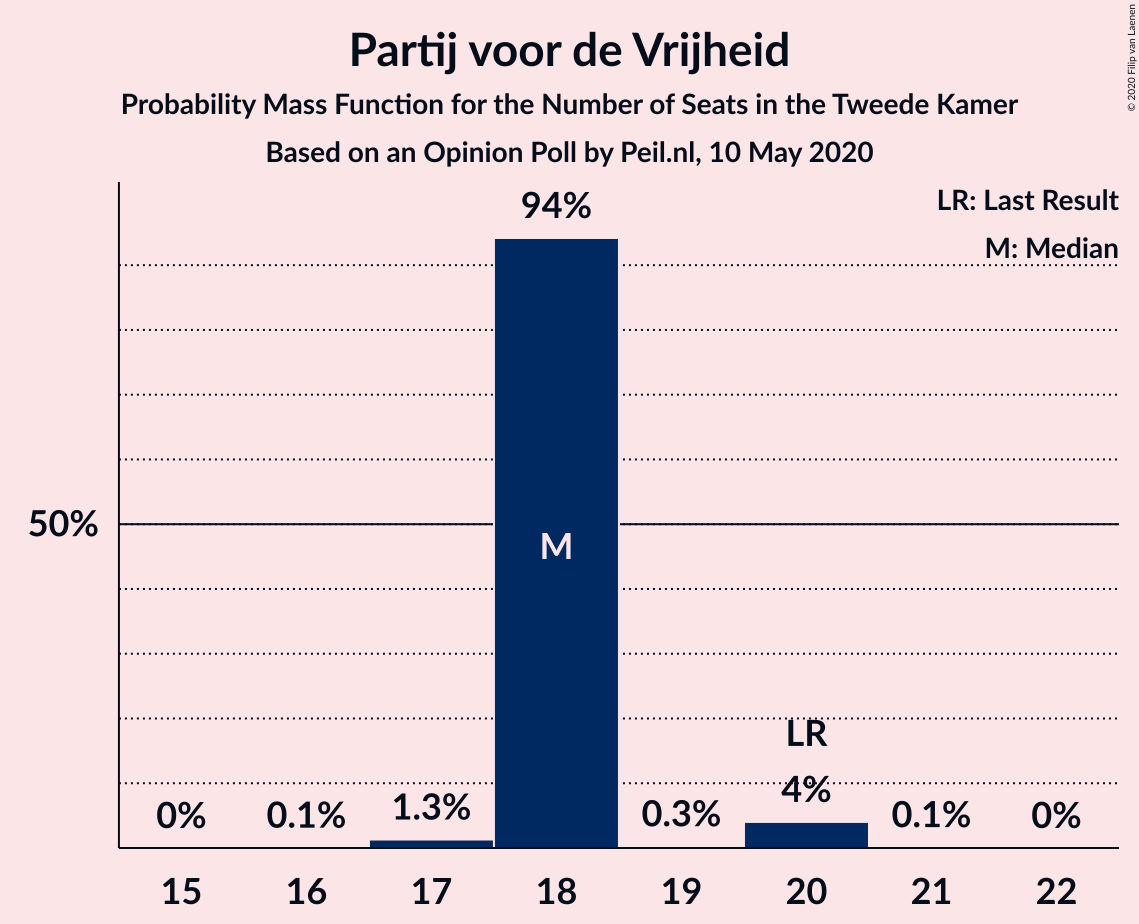 Partij voor de Vrijheid
Probability Mass Function for the Number of Seats in the Tweede Kamer
Based on an Opinion Poll by Peil.nl, 10 May 2020
© 2020 Filip van Laenen
LR: Last Result
M: Median
94%
50%
M
LR
0%
0.1%
1.3%
0.3%
4%
0.1%
0%
15
16
17
18
19
20
21
22